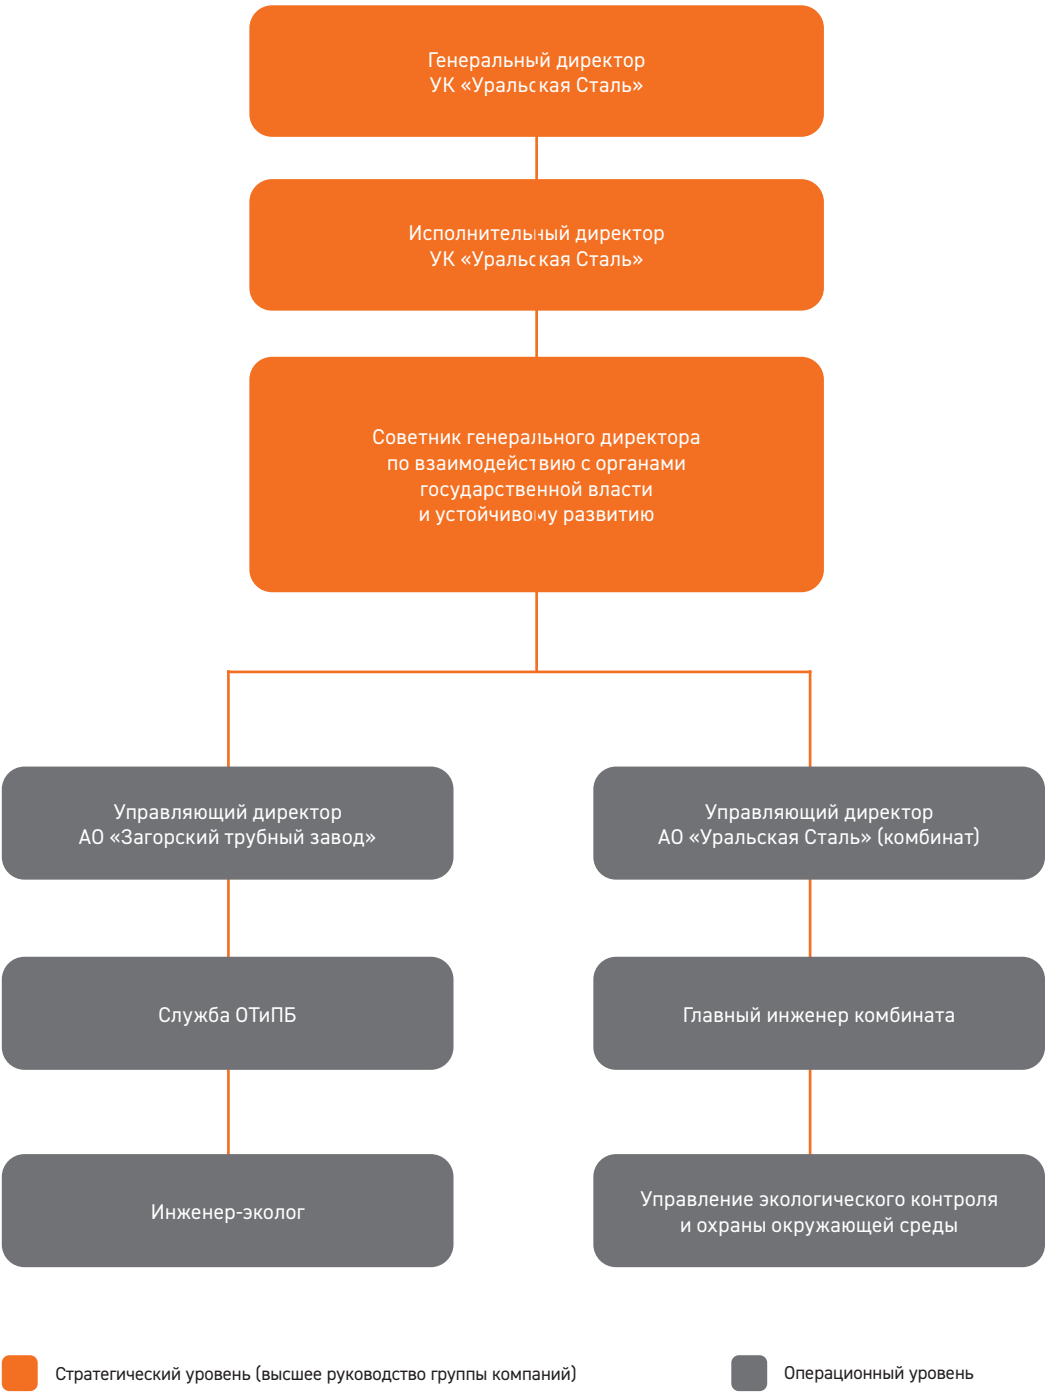 Генеральный директор
УК «Уральская Сталь»
Исполнительный директор
УК «Уральская Сталь»
Советник генерального директора
по взаимодействию с органами
государственной власти
и устойчивому развитию
Управляющий директор
АО «Загорский трубный завод»
Управляющий директор
АО «Уральская Сталь» (комбинат)
Служба ОТиПБ
Главный инженер комбината
Инженер-эколог
Управление экологического контроля
и охраны окружающей среды
Стратегический уровень (высшее руководство группы компаний)
Операционный уровень